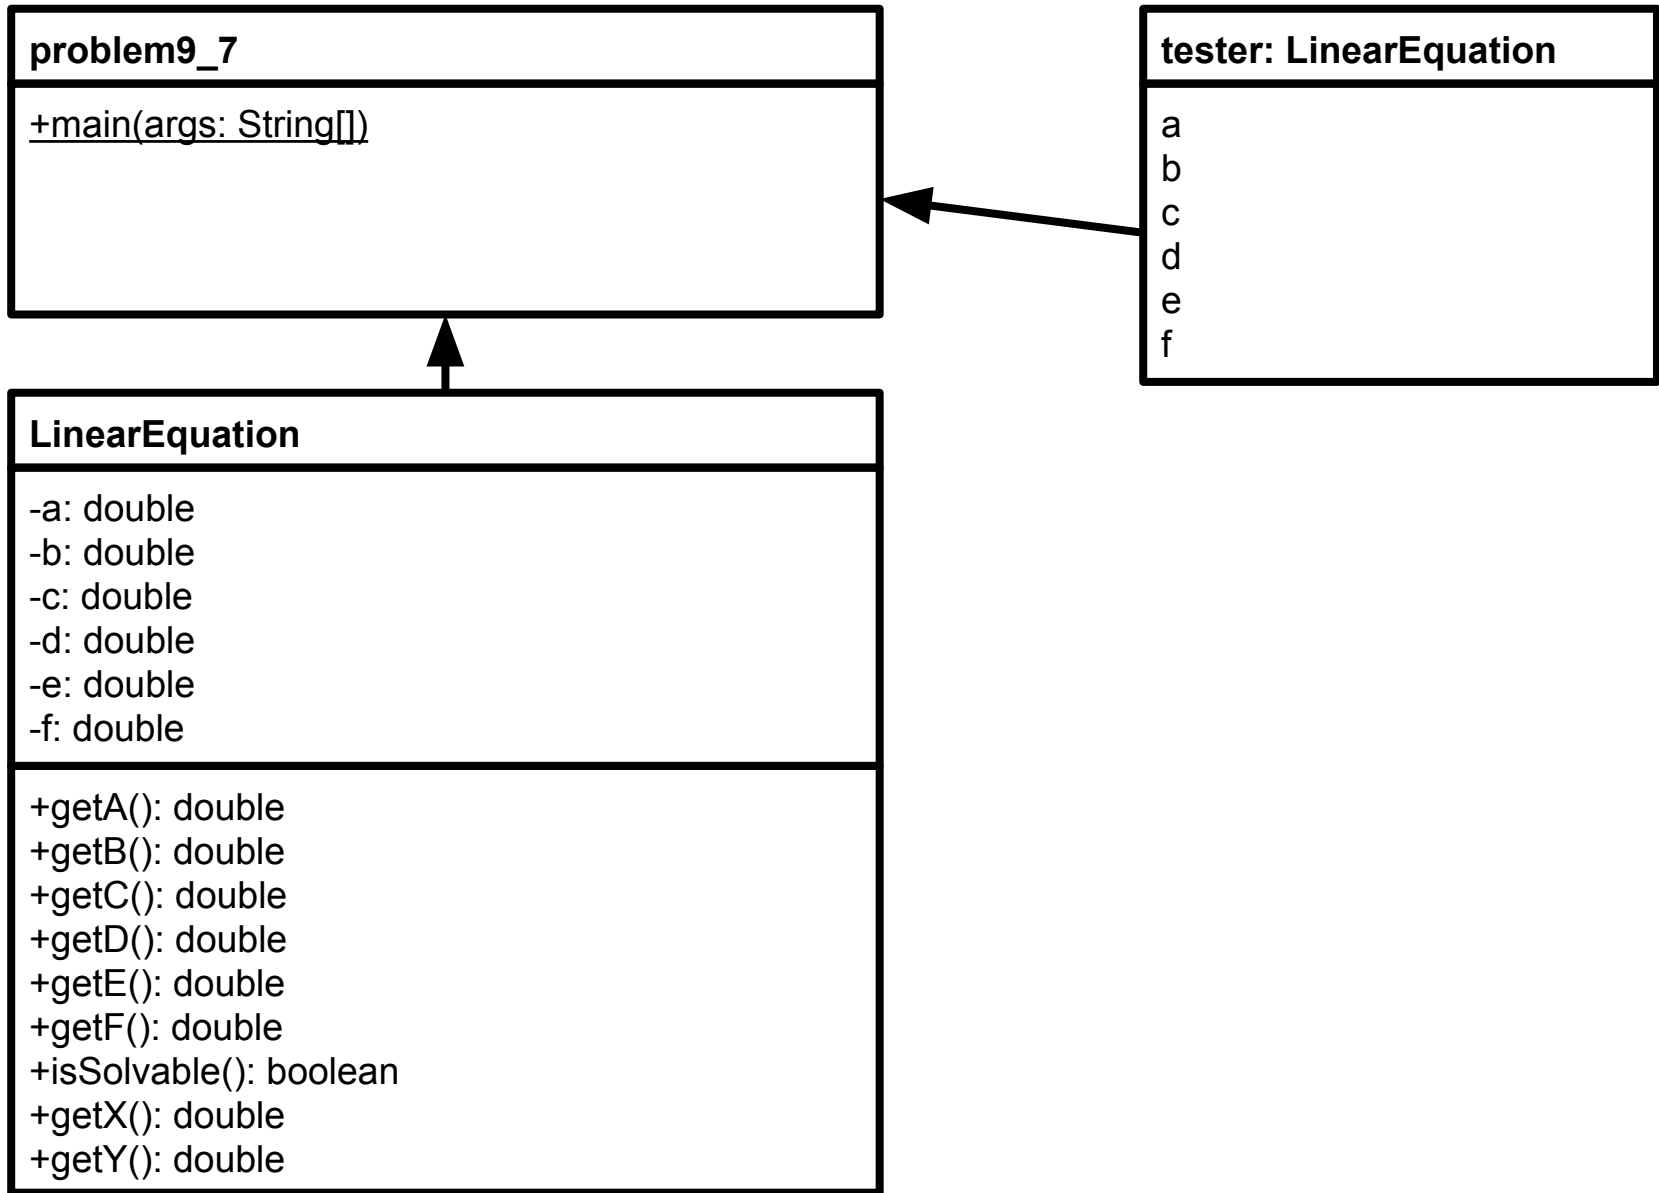 problem9_7
+main(args: String[])
tester: LinearEquation
a
b
c
d
e
f
LinearEquation
-a: double
-b: double
-c: double
-d: double
-e: double
-f: double
+getA(): double
+getB(): double
+getC(): double
+getD(): double
+getE(): double
+getF(): double
+isSolvable(): boolean
+getX(): double
+getY(): double